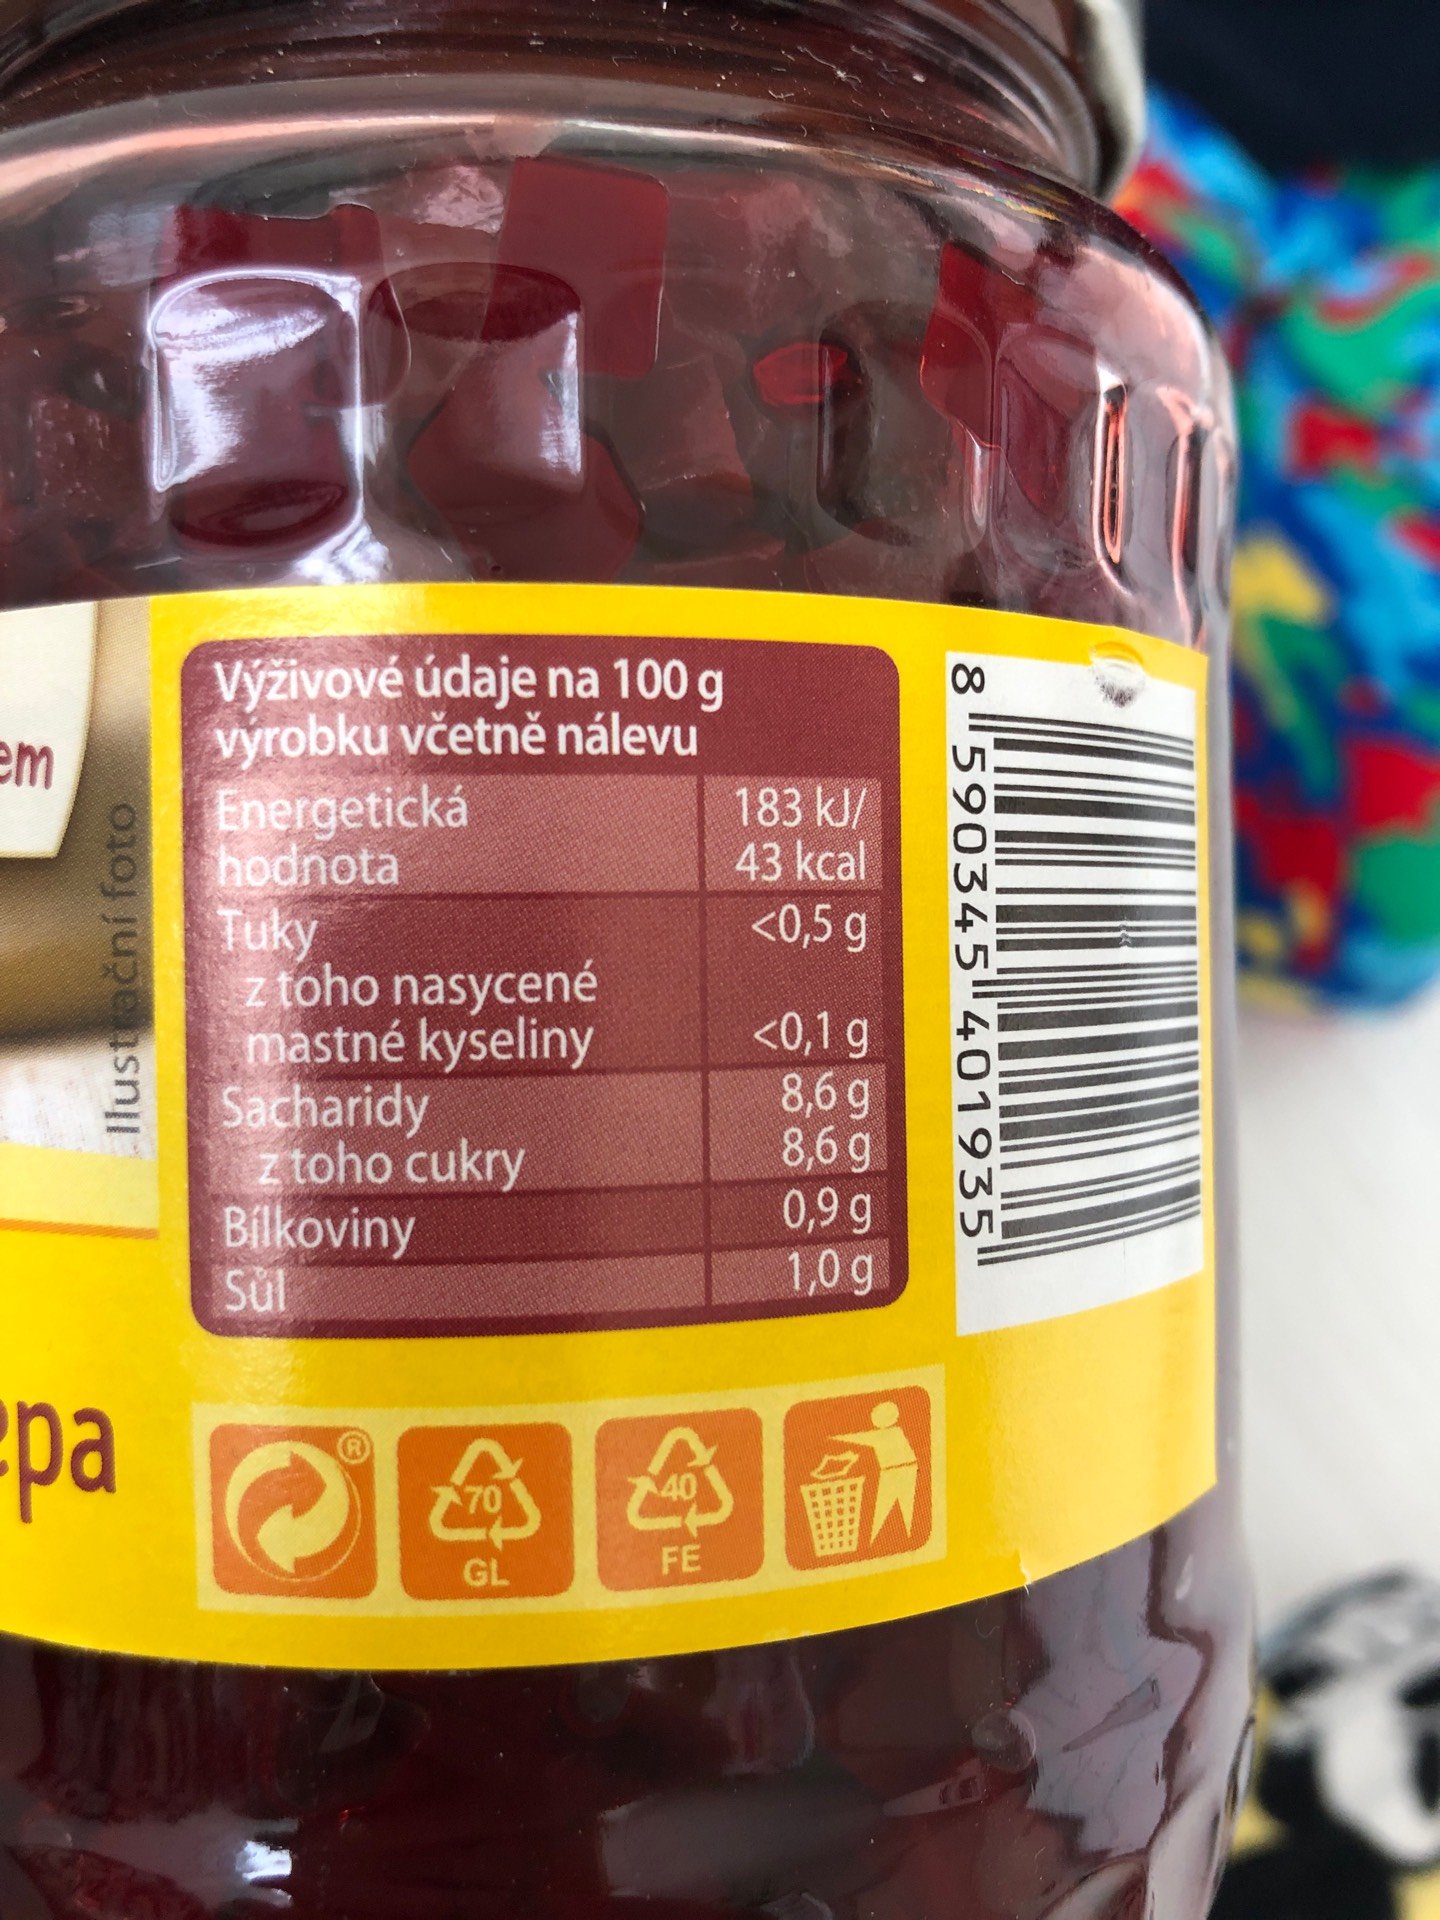 em
Ilustrační foto
epa
Výživové údaje na 100 g
výrobku včetně nálevu
Energetická 183 kJ/
hodnota 43 kcal
Tuky <0,5 g
z toho nasycené
mastné kyseliny <0,1 g
Sacharidy 8,6 g
z toho cukry 8,6 g
Bílkoviny 0,9 g
Sůl 1,0 g
8 590345 401935
®
70
GL
40
FE